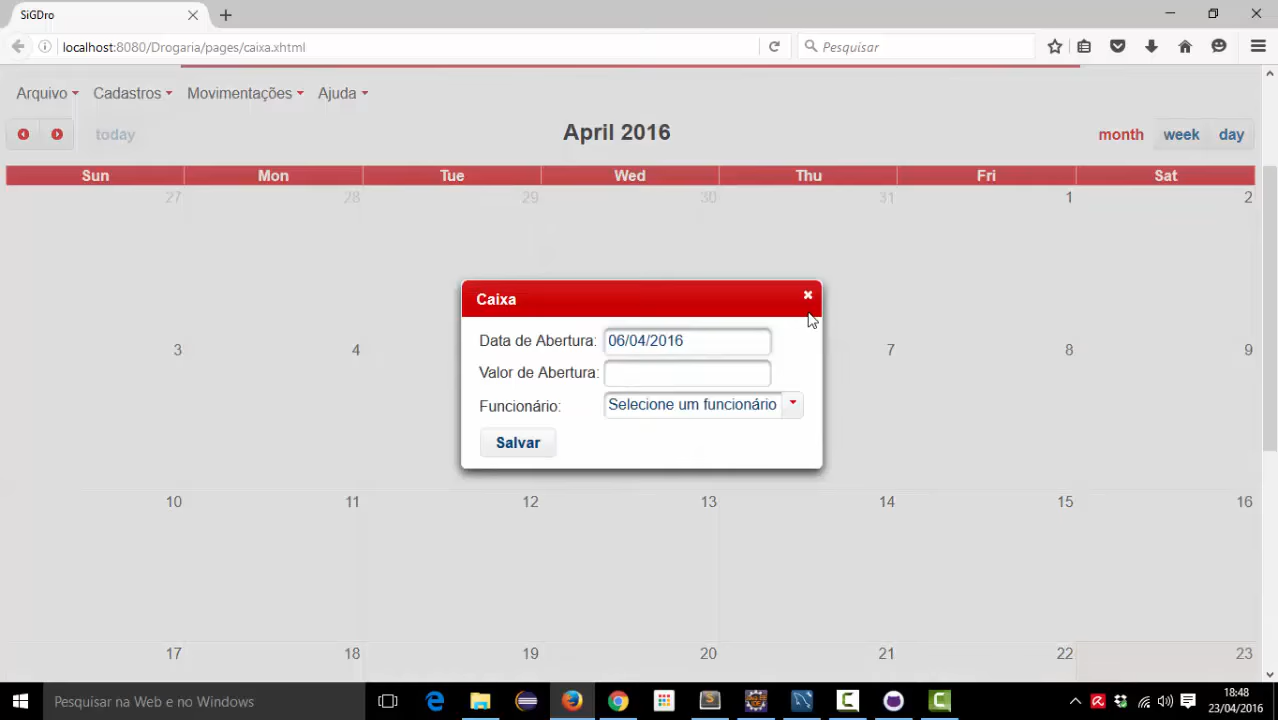 SiGDro
localhost:8080/Drogaria/pages/caixa.xhtml
Pesquisar
Arquivo Cadastros Movimentações Ajuda
today April 2016 month week day
Sun Mon Tue Wed Thu Fri Sat
27 28 29 30 31 1 2
Caixa
Data de Abertura: 06/04/2016
3 4 7 8 9
Valor de Abertura:
Funcionário: Selecione um funcionário
Salvar
10 11 12 13 14 15 16
17 18 19 20 21 22 23
Pesquisar na Web e no Windows
18:48
23/04/2016